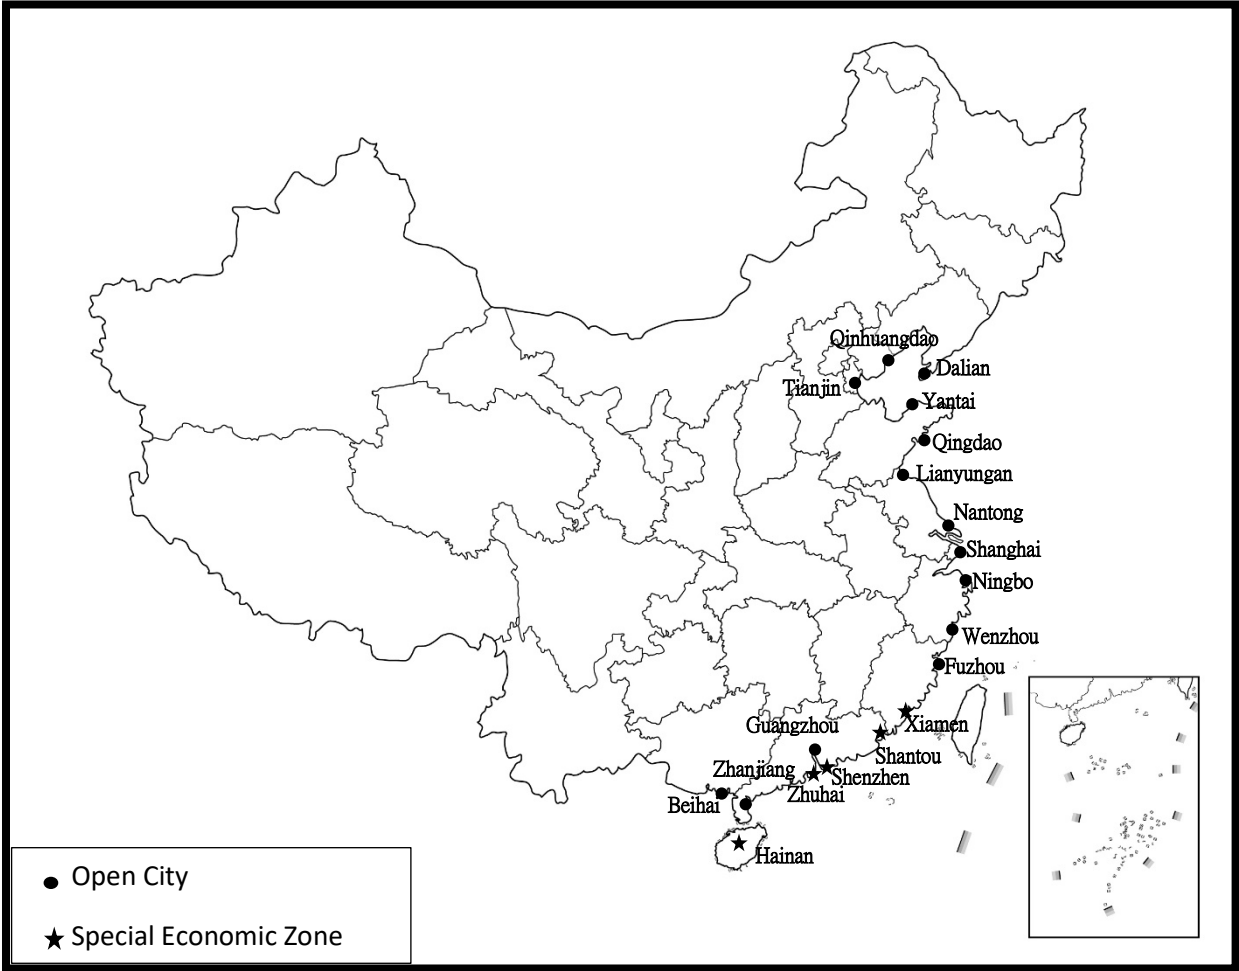 Qinhuangdao
Dalian
Tianjin
Yantai
Qingdao
Lianyungan
Nantong
Shanghai
Ningbo
Wenzhou
Fuzhou
Xiamen
Guangzhou
Shantou
Zhanjiang
Shenzhen
Zhuhai
Beihai
Hainan
Open City
Special Economic Zone